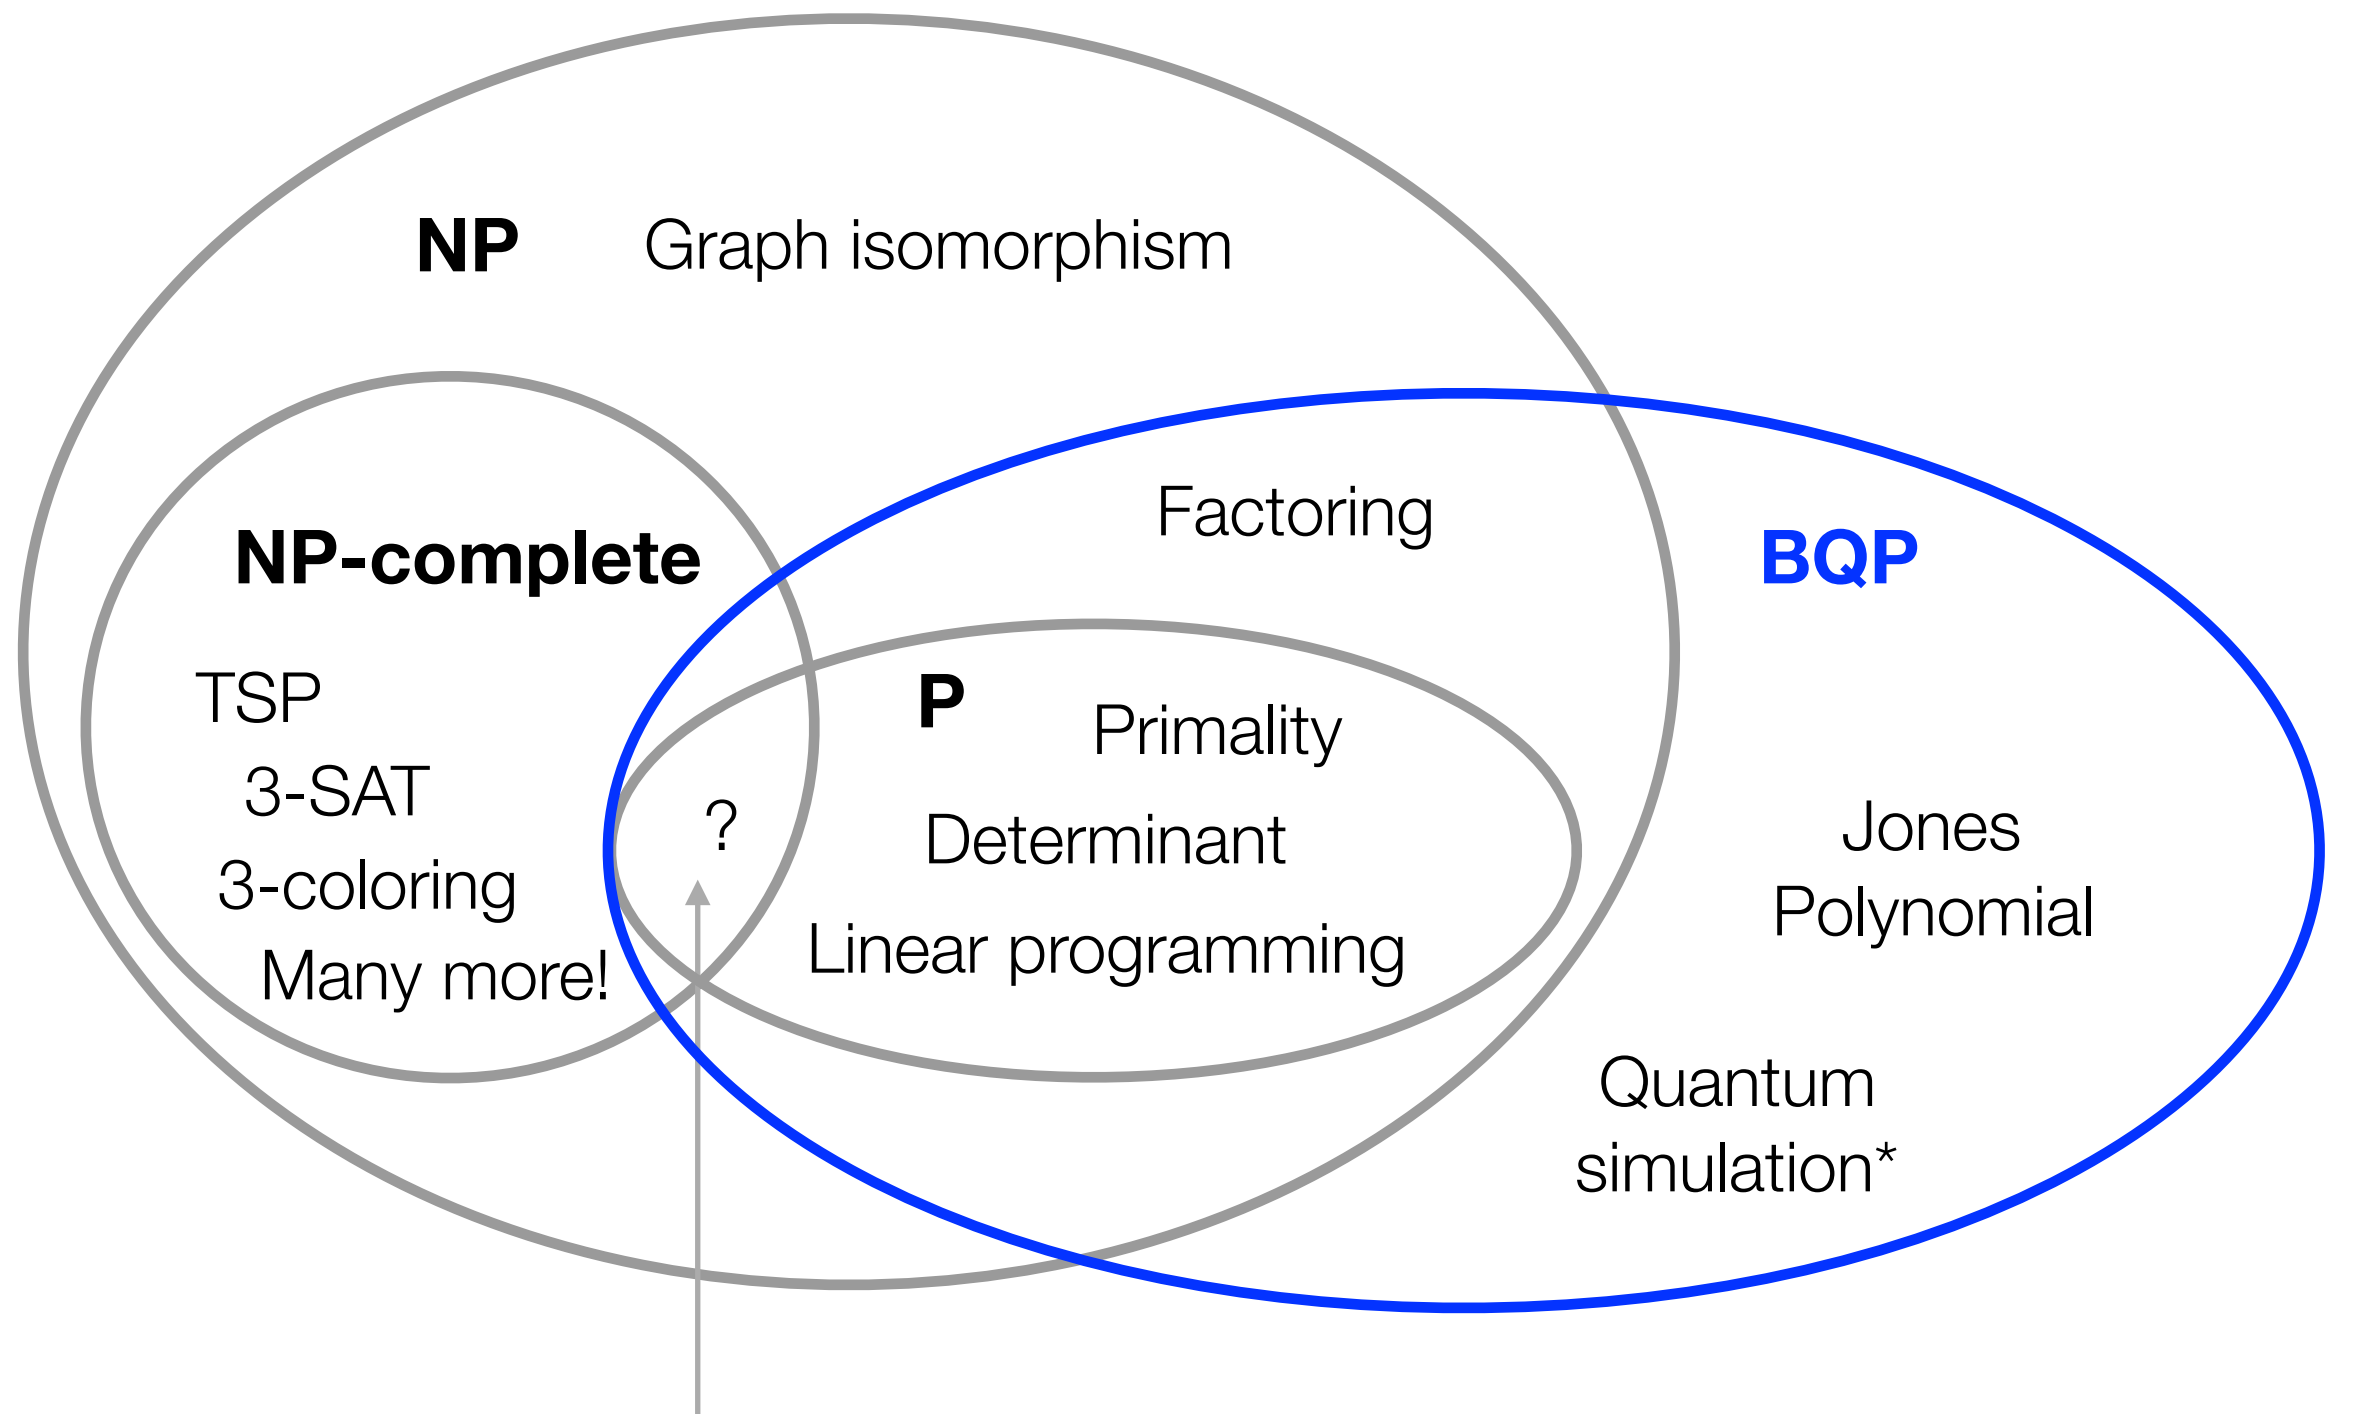 NP
Graph isomorphism
Factoring
NP-complete
BQP
TSP
P
Primality
3-SAT
?
Determinant
Jones
Polynomial
3-coloring
Linear programming
Many more!
Quantum
simulation*